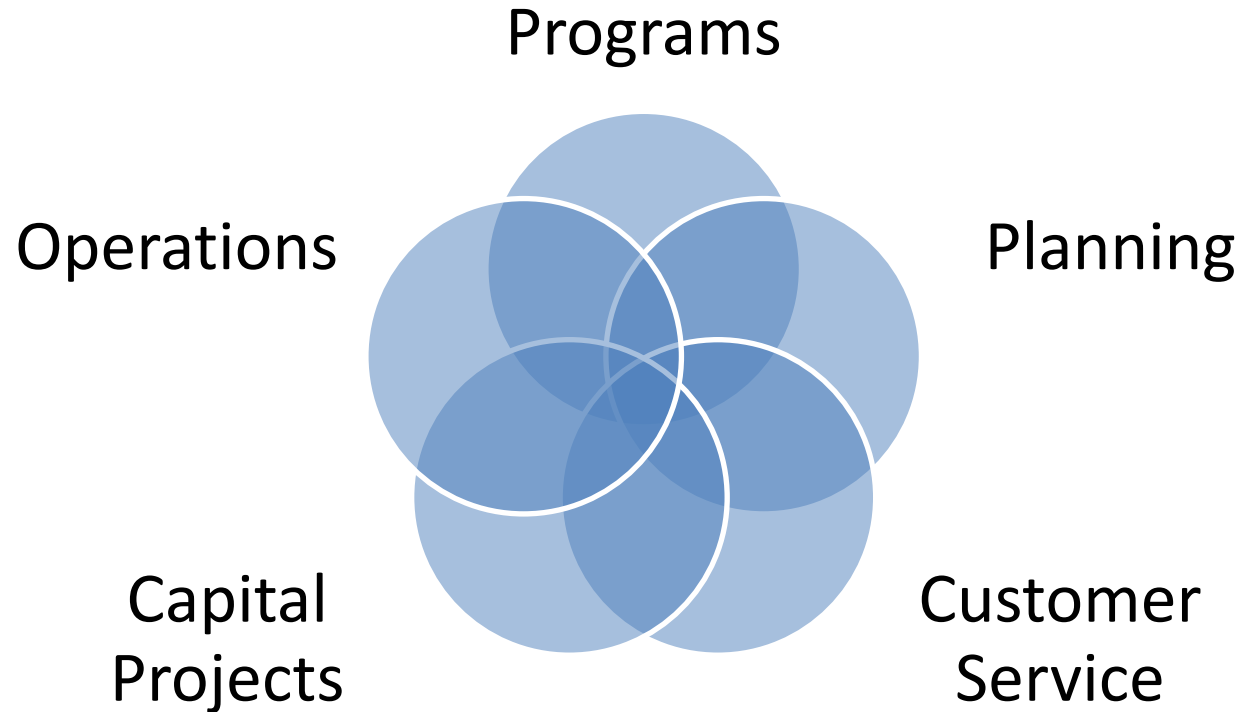 Programs
Operations
Planning
Capital
Projects
Customer
Service